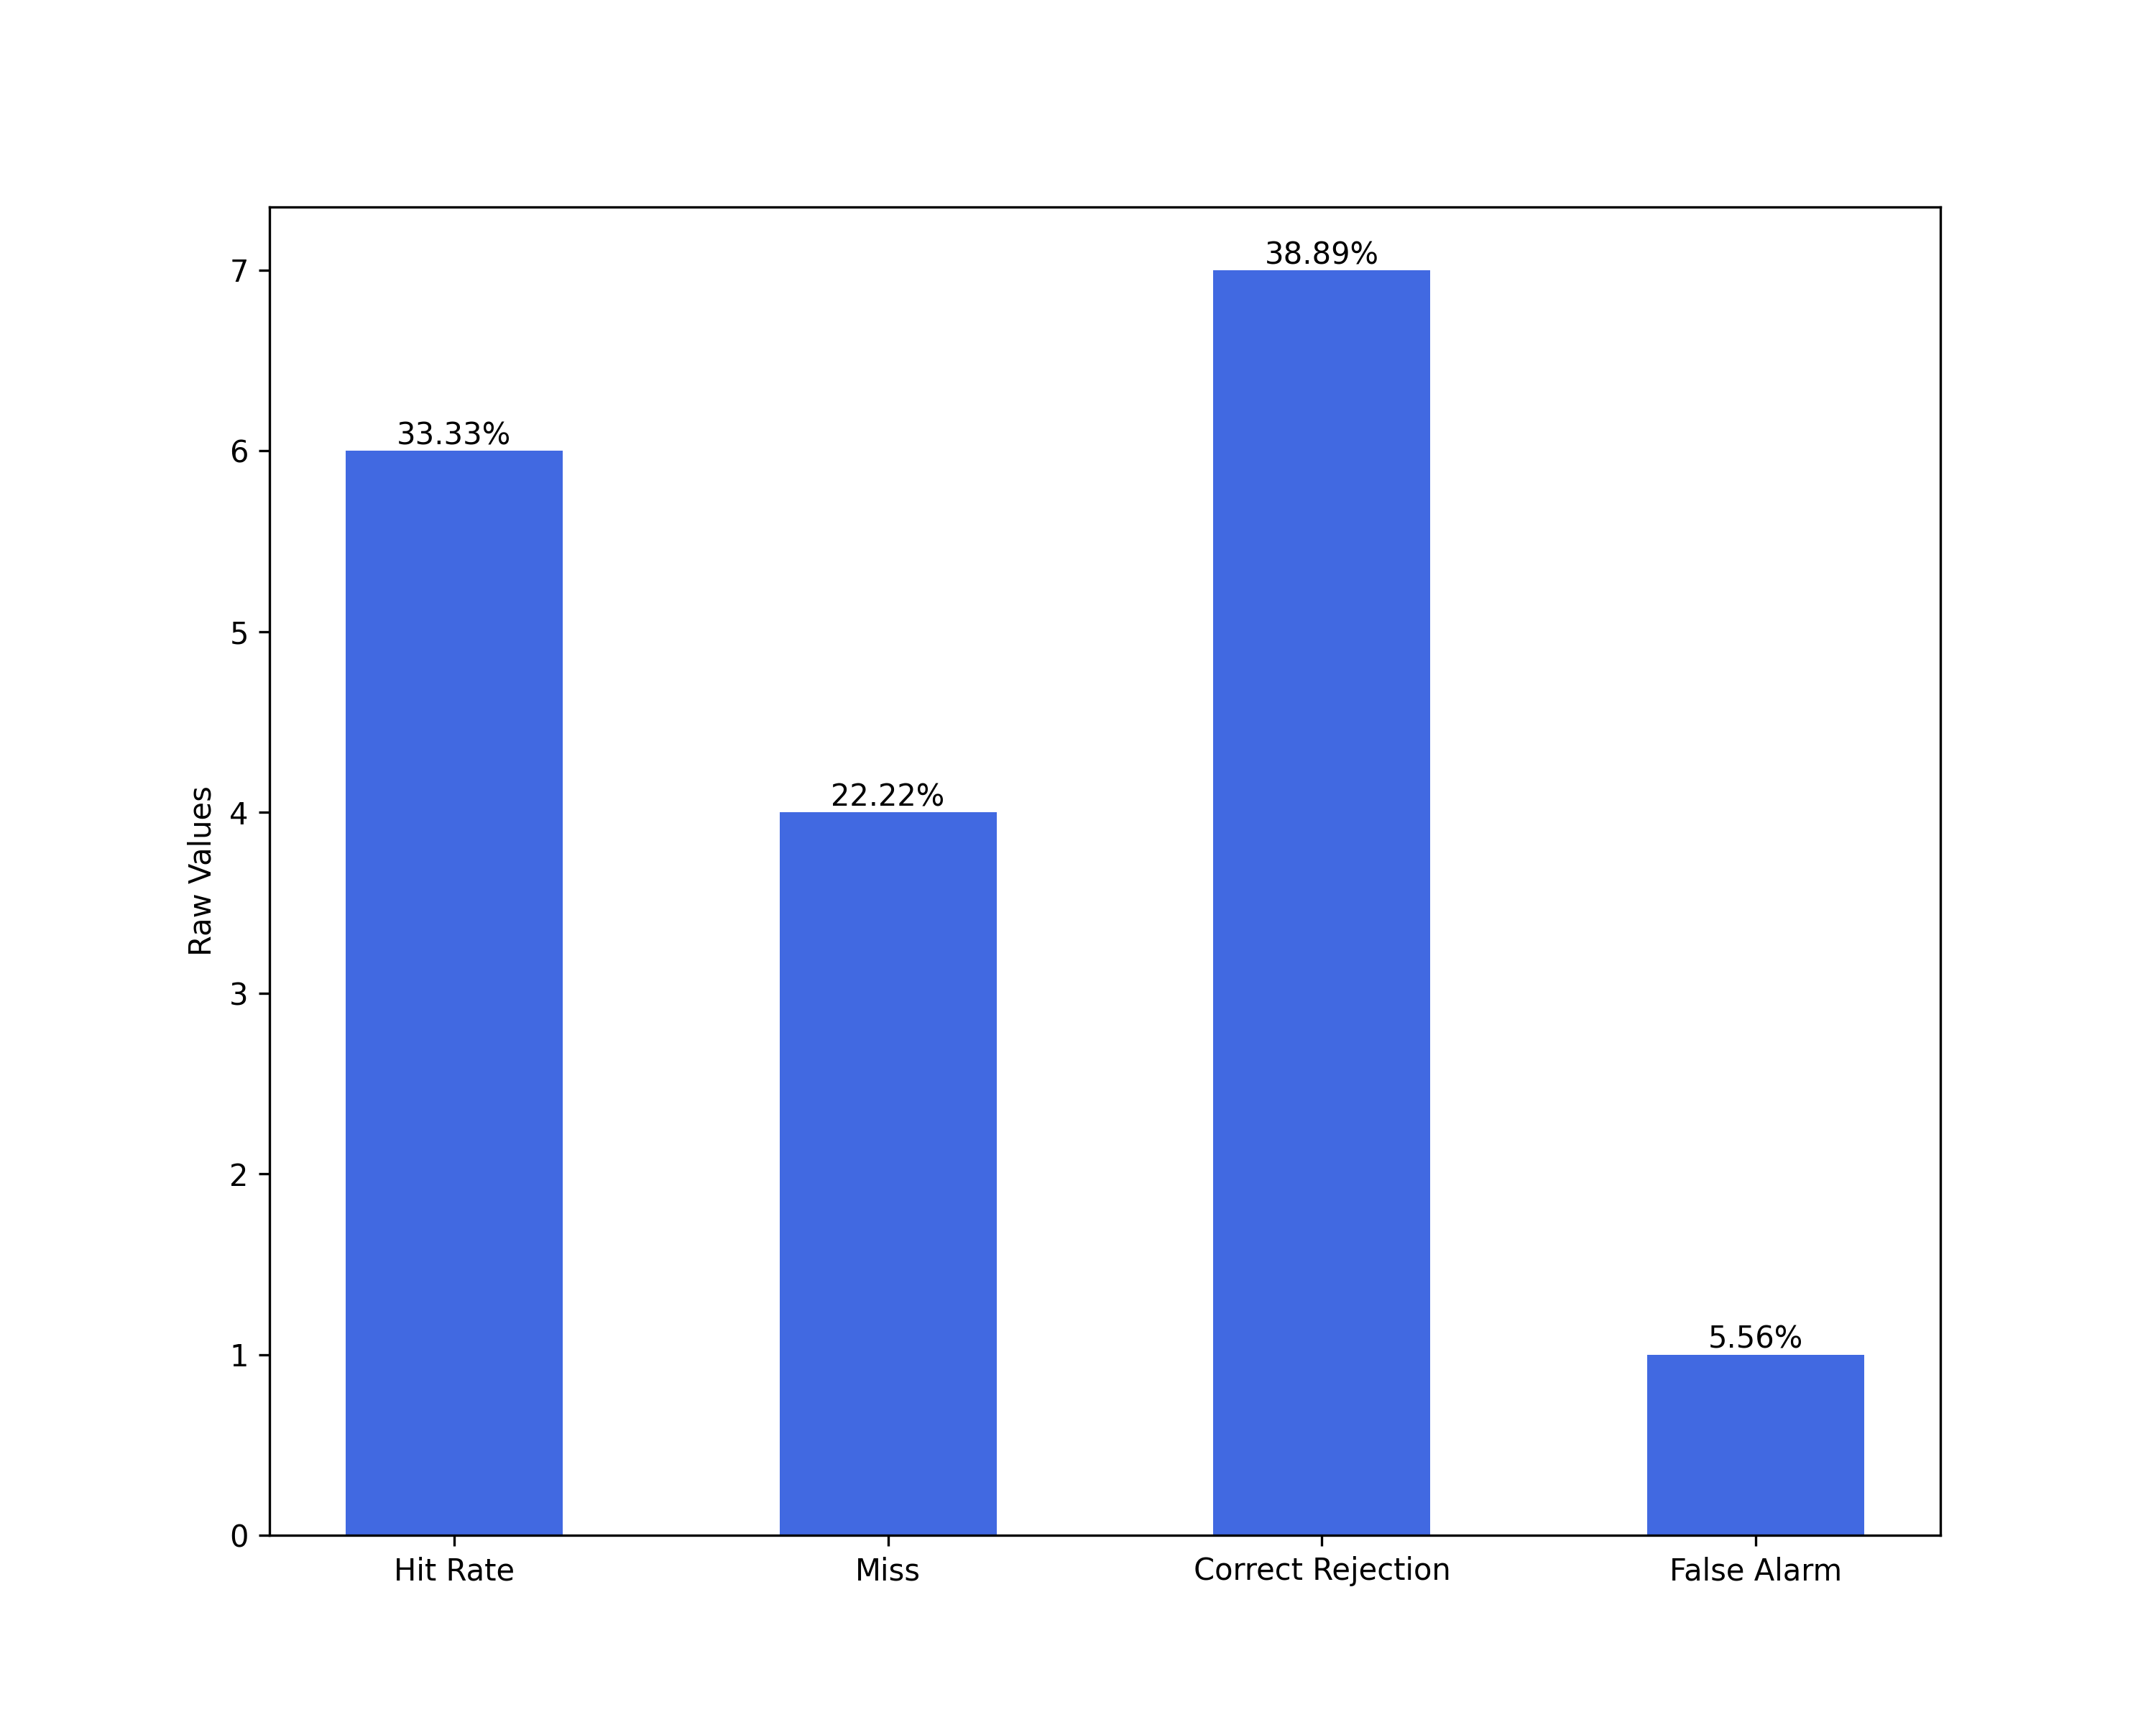 38.89%
7
33.33%
6
5
22.22%
4
Raw Values
3
2
5.56%
1
0
Hit Rate
Miss
Correct Rejection
False Alarm